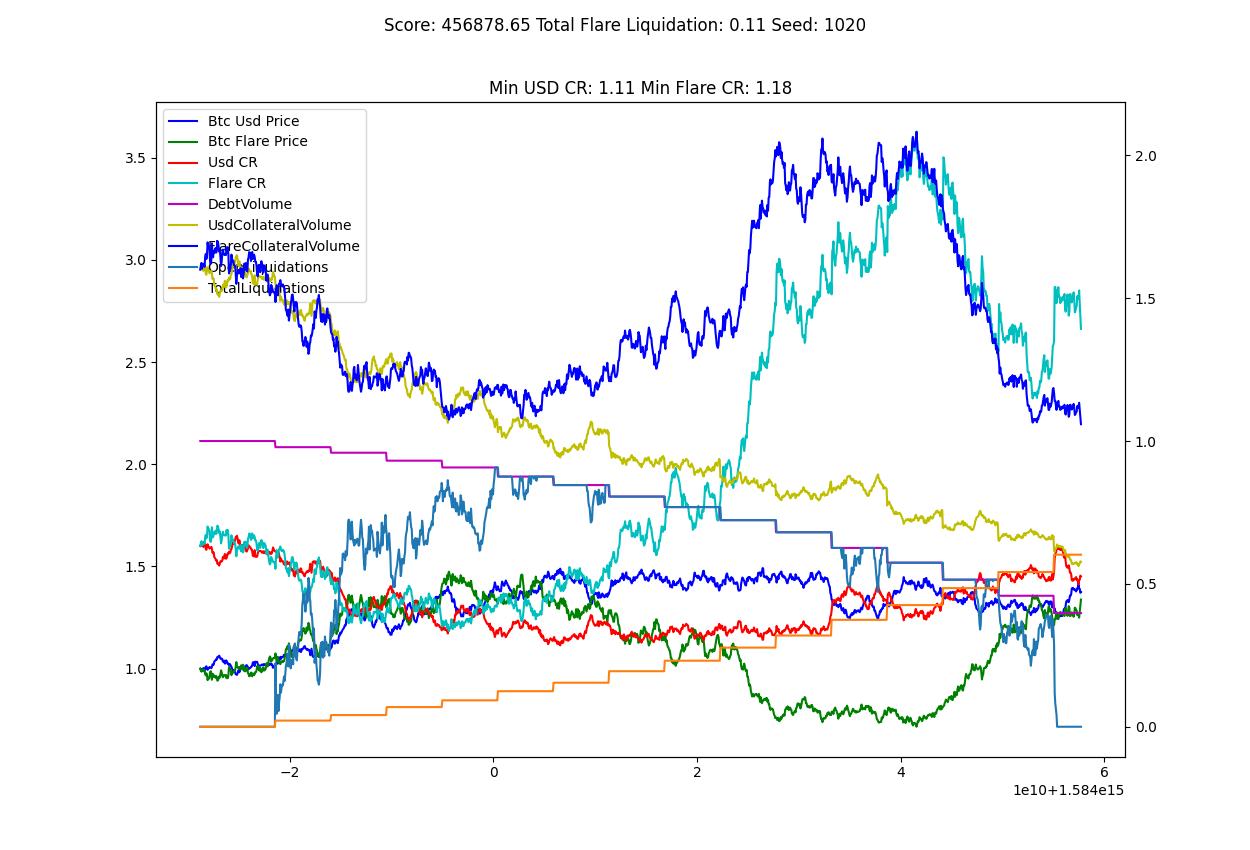 Score: 456878.65 Total Flare Liquidation: 0.11 Seed: 1020
Min USD CR: 1.11 Min Flare CR: 1.18
Btc Usd Price
Btc Flare Price
Usd CR
Flare CR
DebtVolume
UsdCollateralVolume
FlareCollateralVolume
OpenLiquidations
TotalLiquidations
3.5
3.0
2.5
2.0
1.5
1.0
2.0
1.5
1.0
0.5
0.0
−2
0
2
4
6
1e10+1.584e15